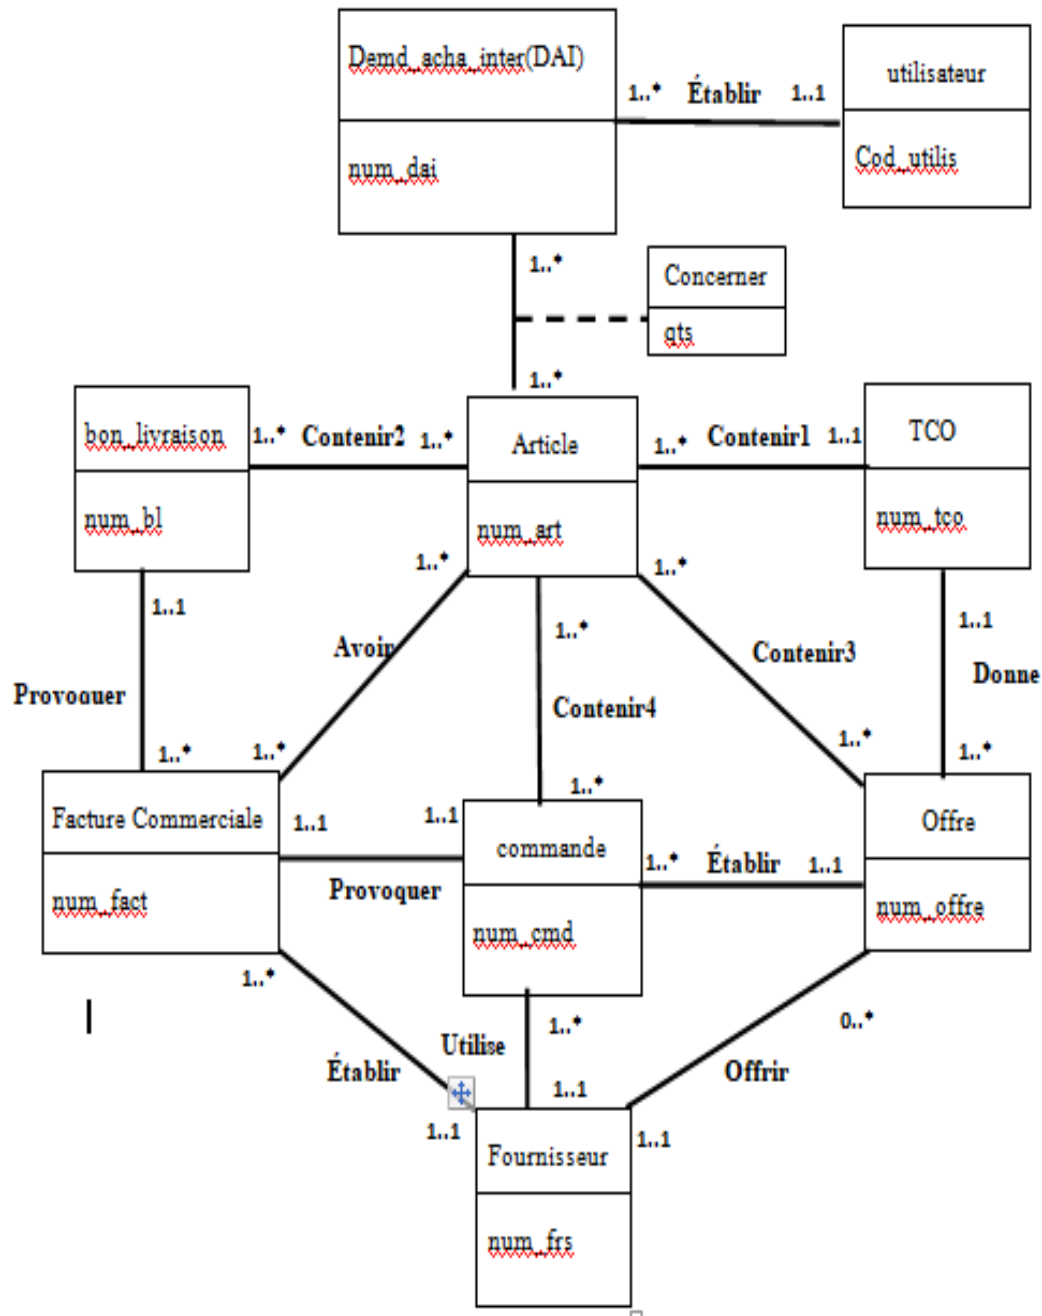 Demd_acha_inter(DAI)
num_dai
1..* Établir 1..1
utilisateur
Cod_utilis
1..*
Concerner
qts
1..*
bon_livraison
num_bl
1..* Contenir2 1..*
Article
num_art
1..* Contenir1 1..1
TCO
num_tco
1..1
1..*
Avoir
1..*
1..*
1..1
Provoquer
Contenir4
Contenir3
Donne
1..*
1..*
1..*
1..*
1..*
Facture Commerciale
num_fact
1..1
1..1
Provoquer
commande
num_cmd
1..* Établir 1..1
Offre
num_offre
1..*
Établir
1..1
Utilise
1..*
1..1
0..*
Offrir
1..1
Fournisseur
num_frs